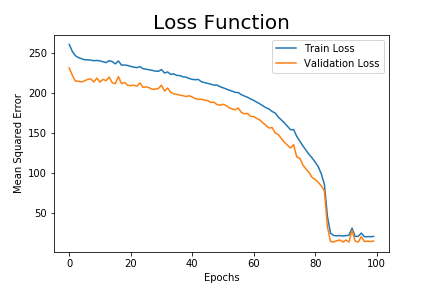 Loss Function
Train Loss
Validation Loss
250
200
150
100
50
Mean Squared Error
0
20
40
60
80
100
Epochs